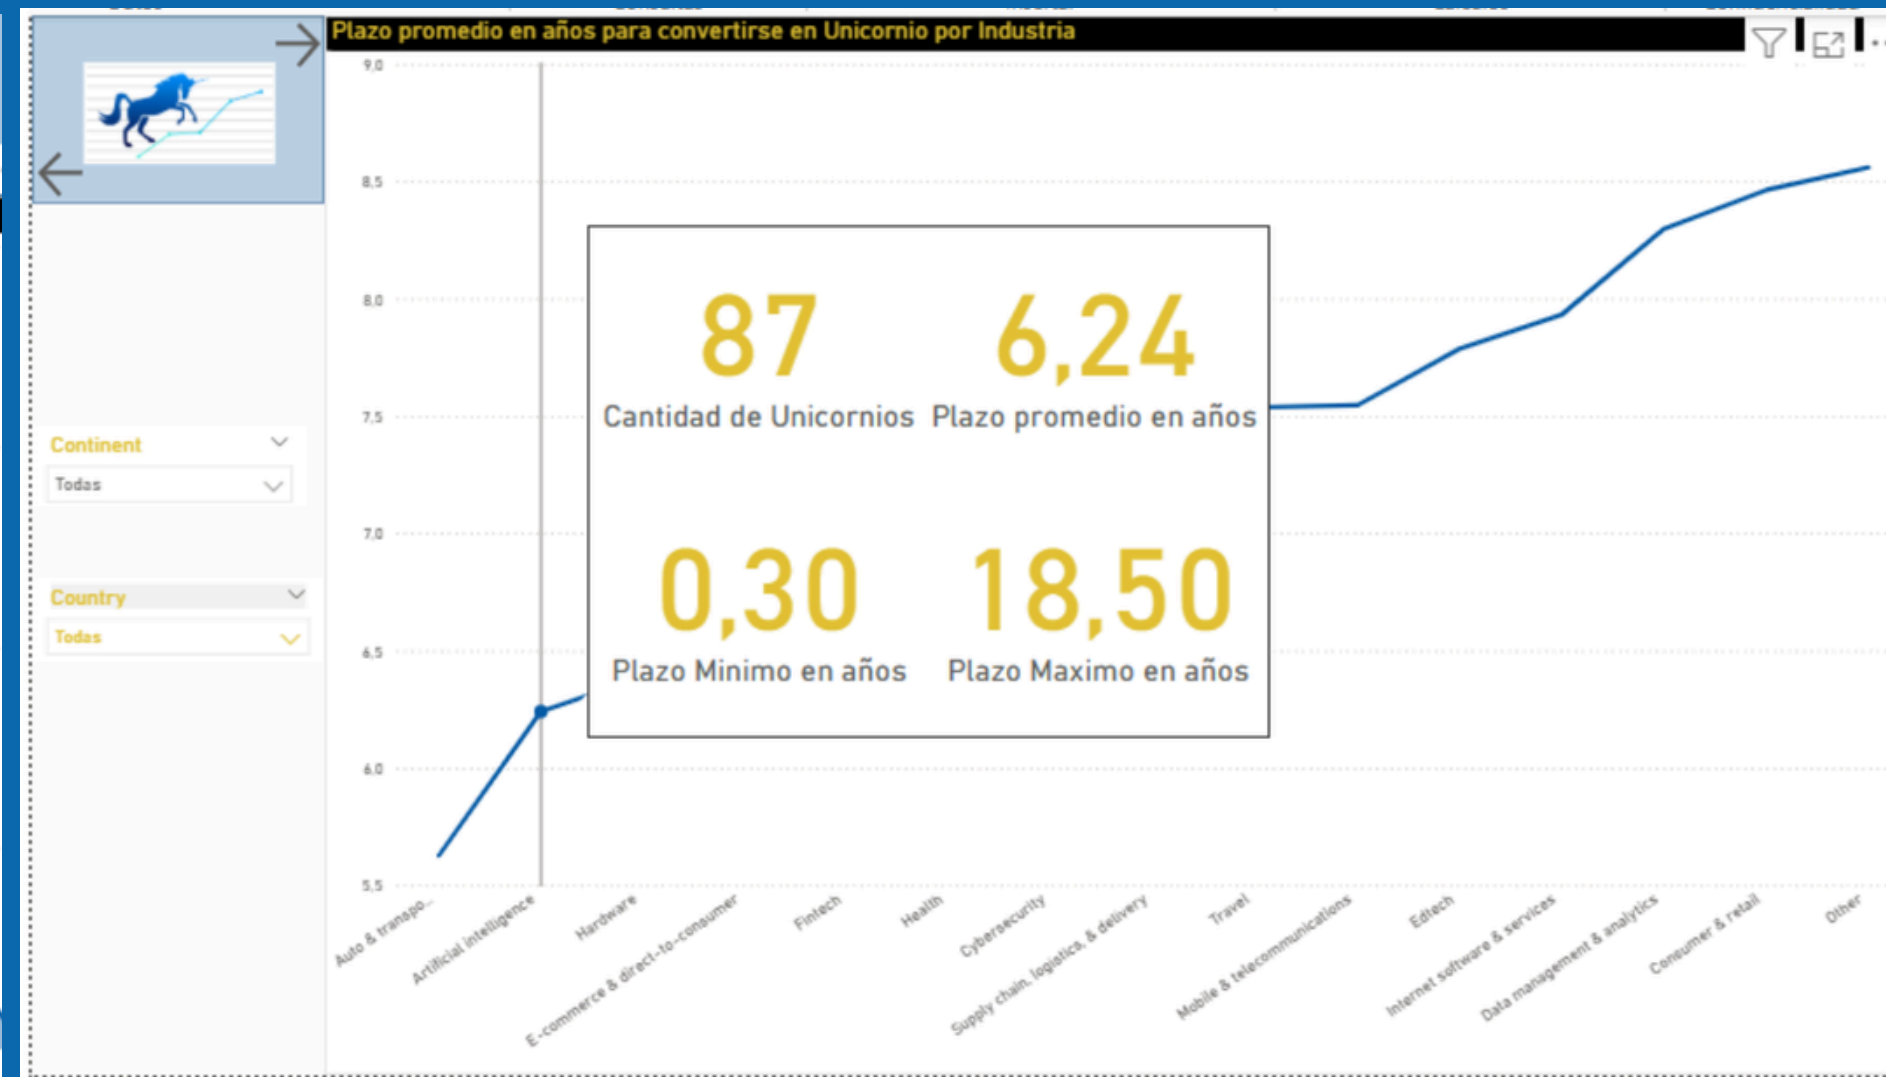 Plazo promedio en años para convertirse en Unicornio por Industria
9,0
8,5
8,0
7,5
7,0
6,5
6,0
5,5
Continent
Todas
Country
Todas
87
Cantidad de Unicornios
6,24
Plazo promedio en años
0,30
Plazo Minimo en años
18,50
Plazo Maximo en años
Auto & transpo...
Artificial intelligence
Hardware
E-commerce & direct-to-consumer
Fintech
Health
Cybersecurity
Supply chain, logistics, & delivery
Travel
Mobile & telecommunications
Edtech
Internet software & services
Data management & analytics
Consumer & retail
Other